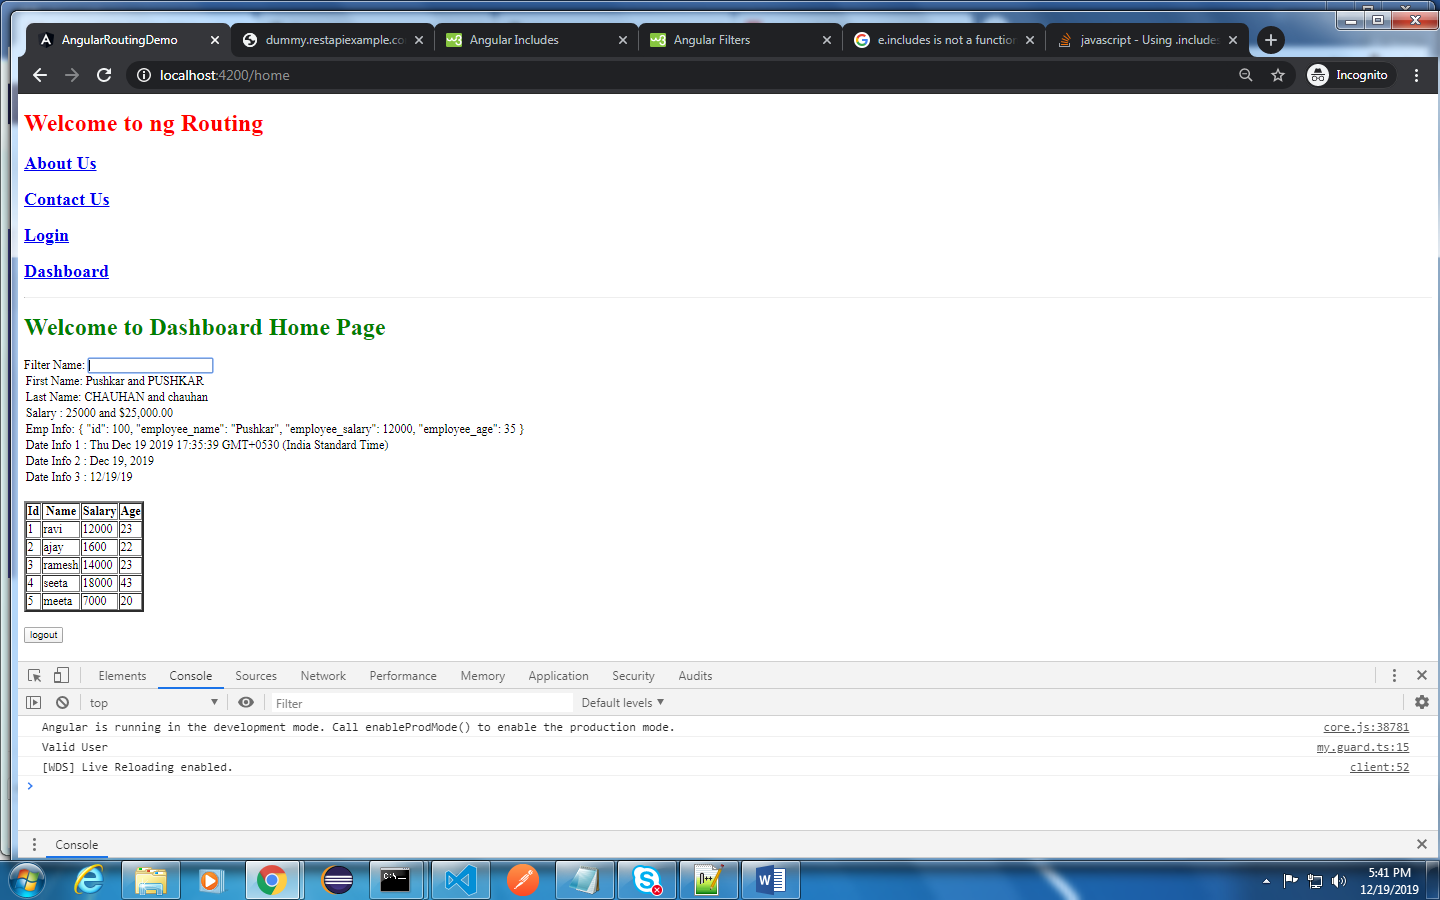 AngularRoutingDemo
dummy.restapiexample.co
Angular Includes
Angular Filters
e.includes is not a function
javascript - Using .include
localhost:4200/home
Incognito
Welcome to ng Routing
About Us
Contact Us
Login
Dashboard
Welcome to Dashboard Home Page
Filter Name:
First Name: Pushkar and PUSHKAR
Last Name: CHAUHAN and chauhan
Salary : 25000 and $25,000.00
Emp Info: { "id": 100, "employee_name": "Pushkar", "employee_salary": 12000, "employee_age": 35 }
Date Info 1 : Thu Dec 19 2019 17:35:39 GMT+0530 (India Standard Time)
Date Info 2 : Dec 19, 2019
Date Info 3 : 12/19/19
Id Name Salary Age
1 ravi 12000 23
2 ajay 1600 22
3 ramesh 14000 23
4 seeta 18000 43
5 meeta 7000 20
logout
Elements Console Sources Network Performance Memory Application Security Audits
top Filter Default levels
Angular is running in the development mode. Call enableProdMode() to enable the production mode. core.js:38781
Valid User my.guard.ts:15
[WDS] Live Reloading enabled. client:52
Console
5:41 PM
12/19/2019